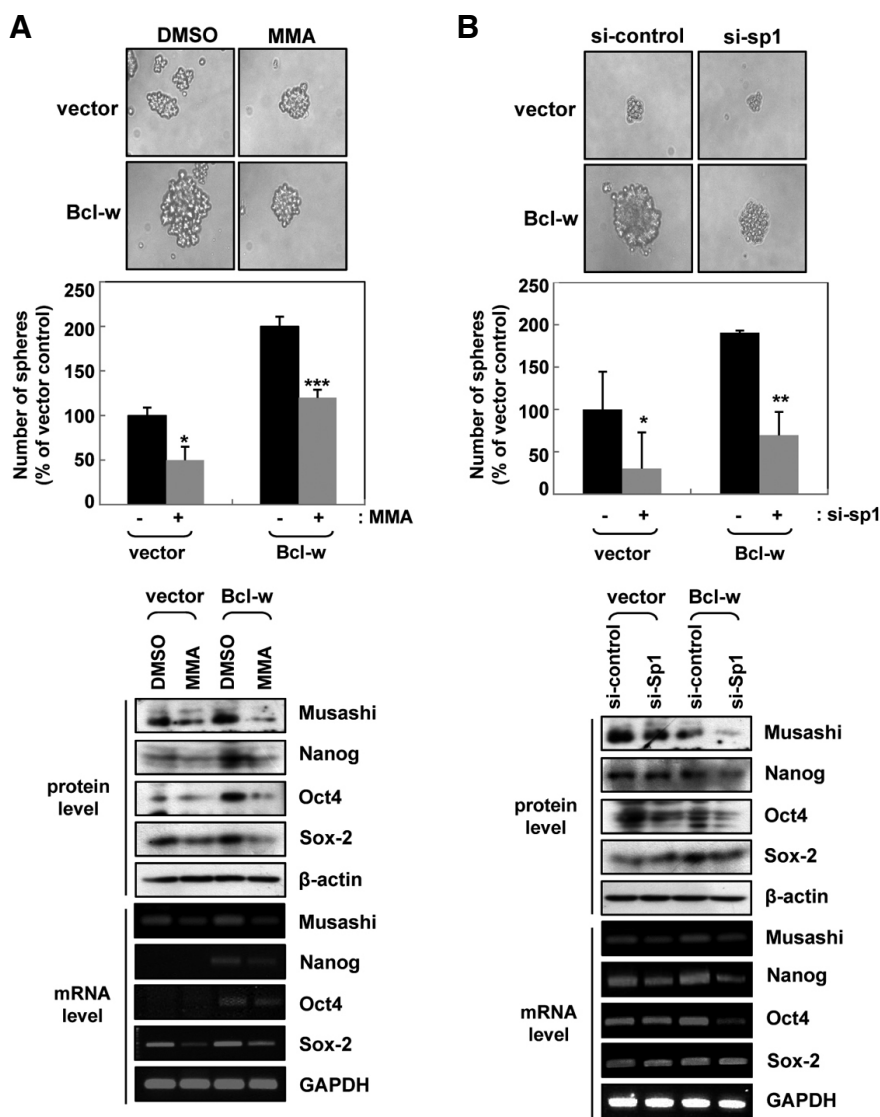 A
DMSO MMA
vector
Bcl-w
Number of spheres
(% of vector control)
250
200
150
100
50
0
* ***
- + - + : MMA
vector Bcl-w
vector Bcl-w
DMSO MMA DMSO MMA
protein
level
Musashi
Nanog
Oct4
Sox-2
β-actin
mRNA
level
Musashi
Nanog
Oct4
Sox-2
GAPDH
B
si-control si-sp1
vector
Bcl-w
Number of spheres
(% of vector control)
250
200
150
100
50
0
* **
- + - + : si-sp1
vector Bcl-w
vector Bcl-w
si-control si-Sp1 si-control si-Sp1
protein
level
Musashi
Nanog
Oct4
Sox-2
β-actin
mRNA
level
Musashi
Nanog
Oct4
Sox-2
GAPDH